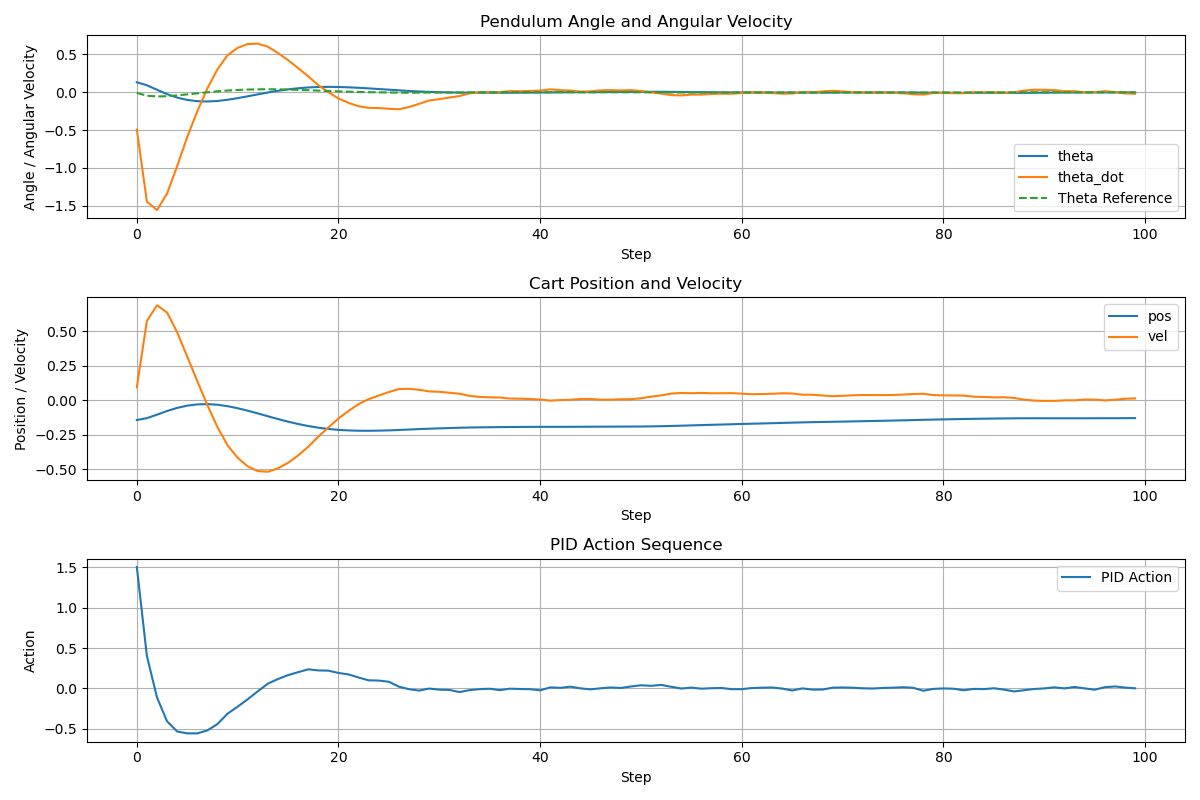 Pendulum Angle and Angular Velocity
Angle / Angular Velocity
0.5
0.0
−0.5
−1.0
−1.5
theta
theta_dot
Theta Reference
0 20 40 60 80 100
Step
Cart Position and Velocity
Position / Velocity
0.50
0.25
0.00
−0.25
−0.50
pos
vel
0 20 40 60 80 100
Step
PID Action Sequence
Action
1.5
1.0
0.5
0.0
−0.5
PID Action
0 20 40 60 80 100
Step